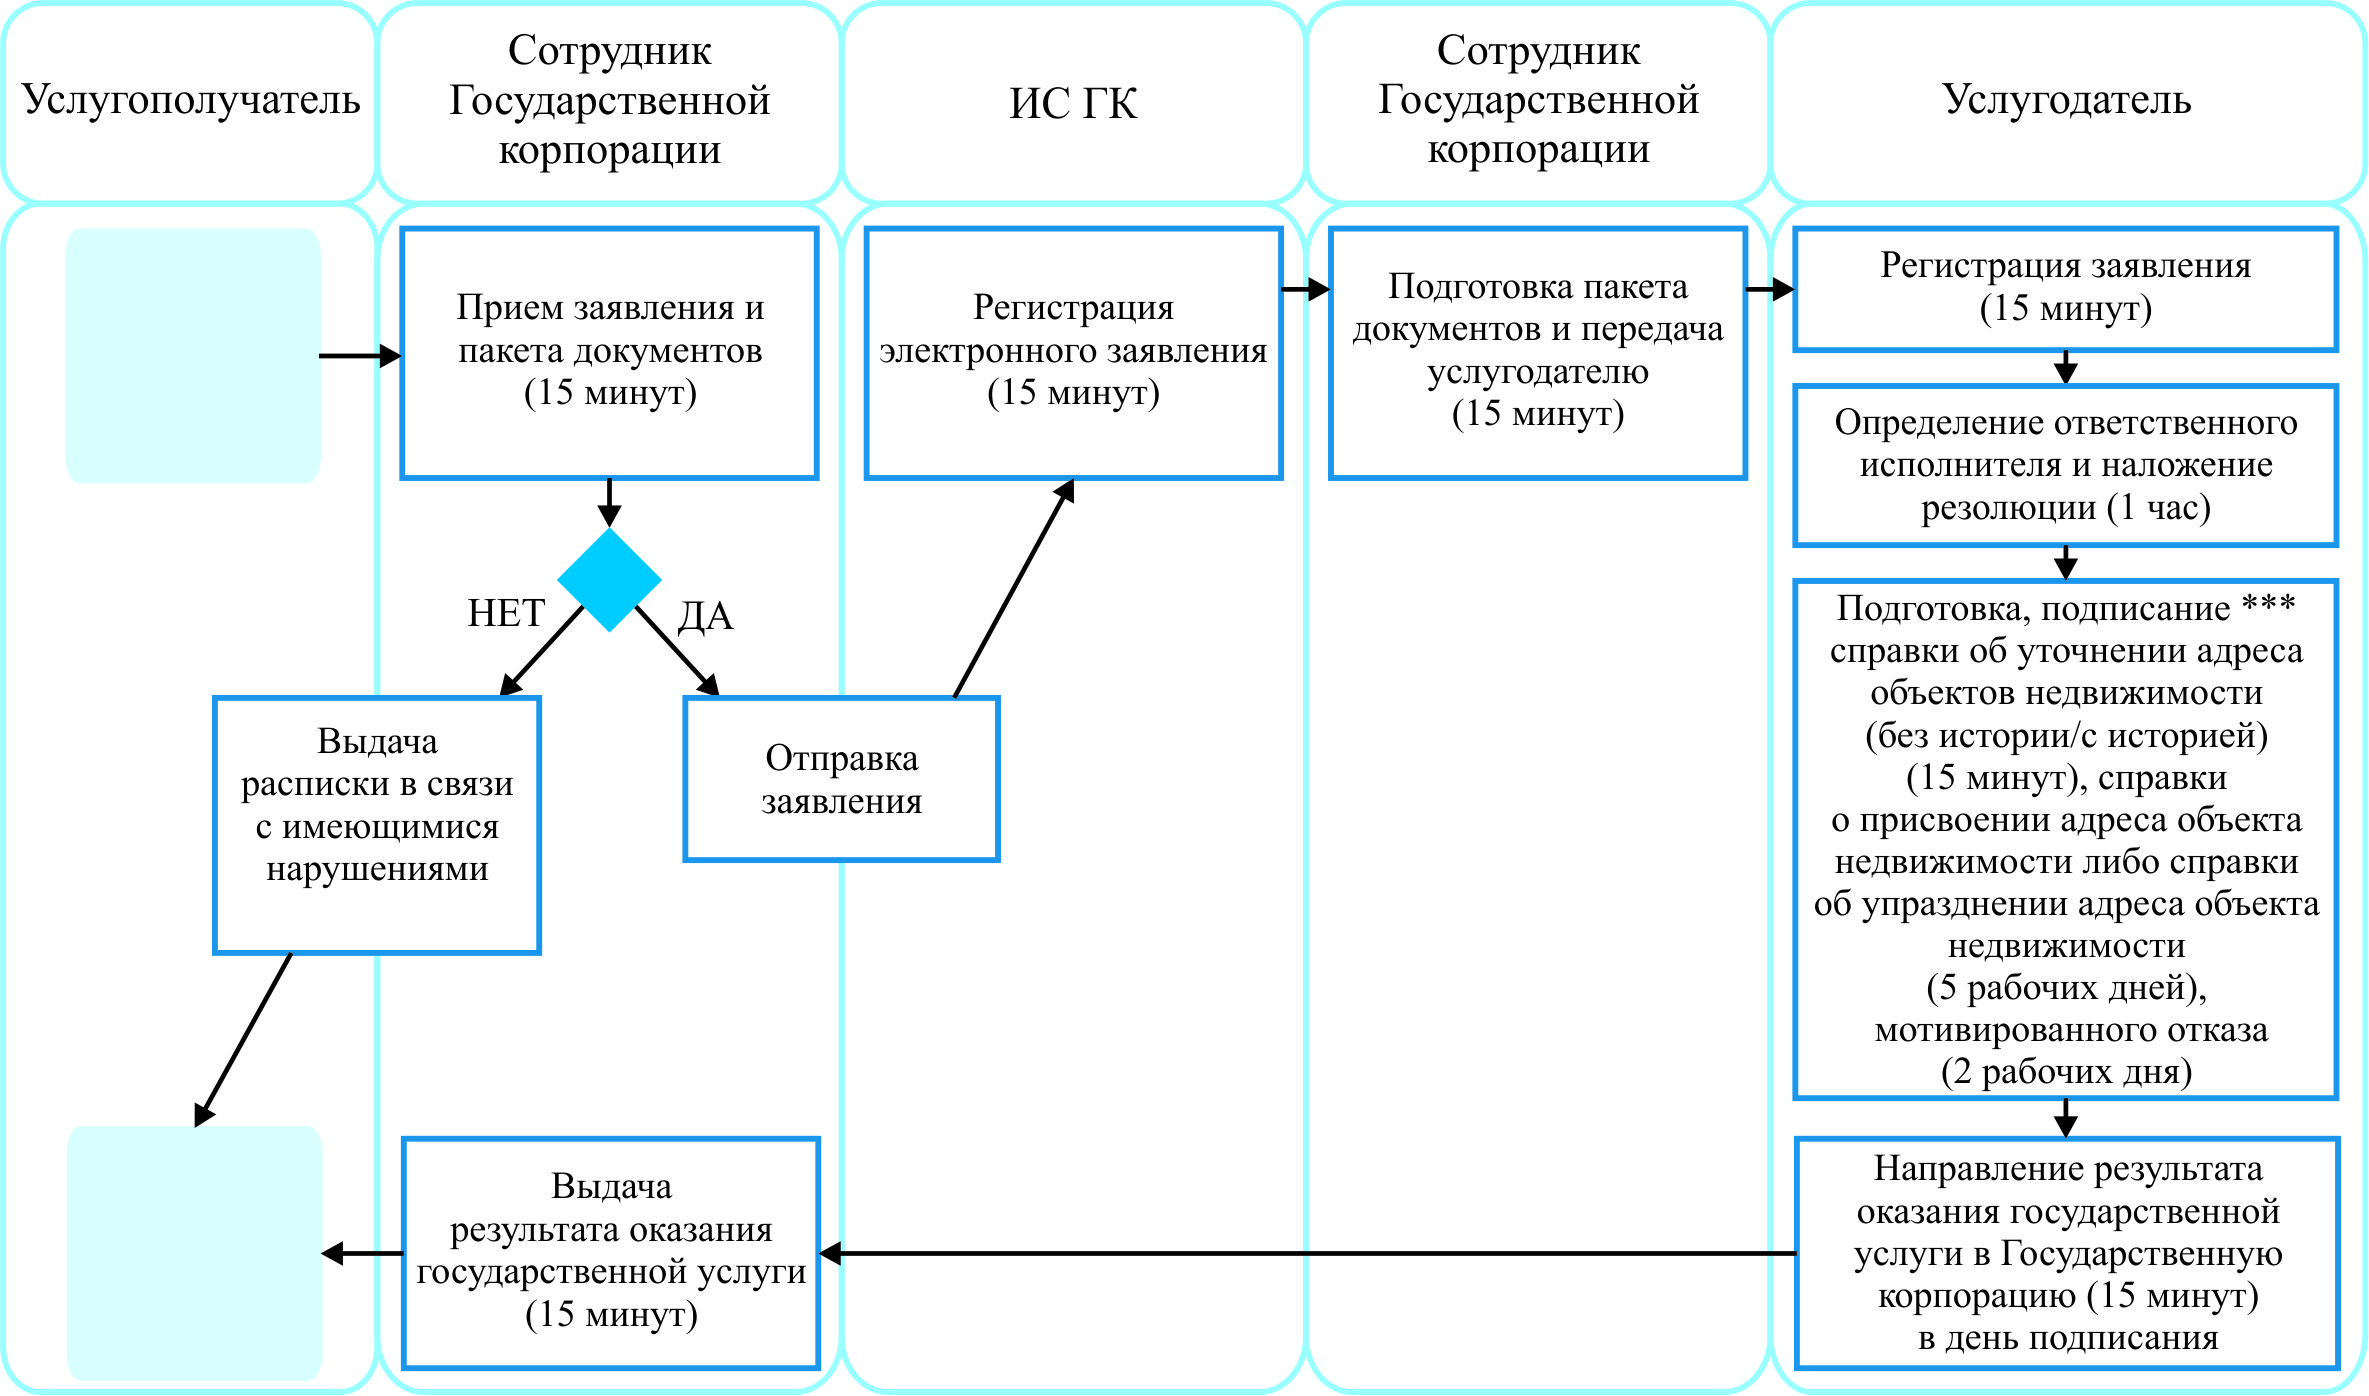 Услугополучатель
Сотрудник
Государственной
корпорации
ИС ГК
Сотрудник
Государственной
корпорации
Услугодатель
Прием заявления и
пакета документов
(15 минут)
Регистрация
электронного заявления
(15 минут)
Подготовка пакета
документов и передача
услугодателю
(15 минут)
Регистрация заявления
(15 минут)
Определение ответственного
исполнителя и наложение
резолюции (1 час)
НЕТ
ДА
Выдача
расписки в связи
с имеющимися
нарушениями
Отправка
заявления
Подготовка, подписание ***
справки об уточнении адреса
объектов недвижимости
(без истории/с историей)
(15 минут), справки
о присвоении адреса объекта
недвижимости либо справки
об упразднении адреса объекта
недвижимости
(5 рабочих дней),
мотивированного отказа
(2 рабочих дня)
Выдача
результата оказания
государственной услуги
(15 минут)
Направление результата
оказания государственной
услуги в Государственную
корпорацию (15 минут)
в день подписания